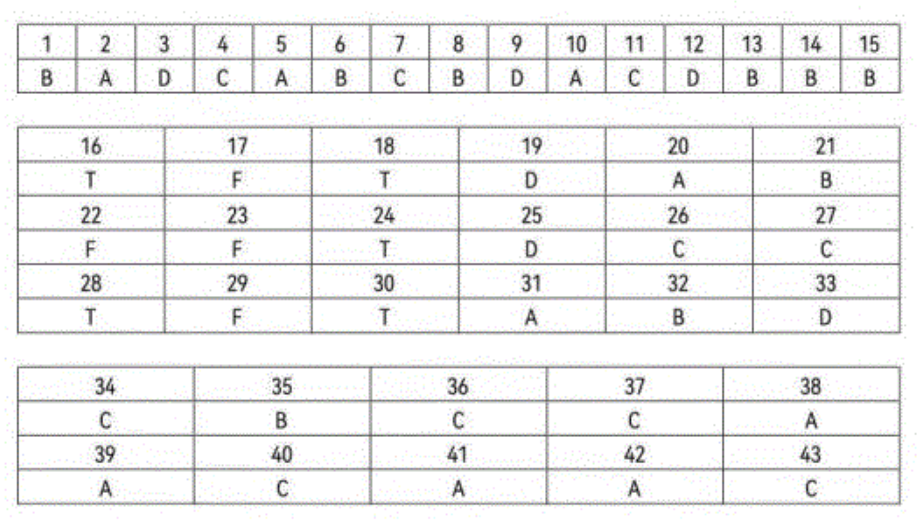 1 2 3 4 5 6 7 8 9 10 11 12 13 14 15
B A D C A B C B D A C D B B B
16 17 18 19 20 21
T F T D A B
22 23 24 25 26 27
F F T D C C
28 29 30 31 32 33
T F T A B D
34 35 36 37 38
C B C C A
39 40 41 42 43
A C A A C